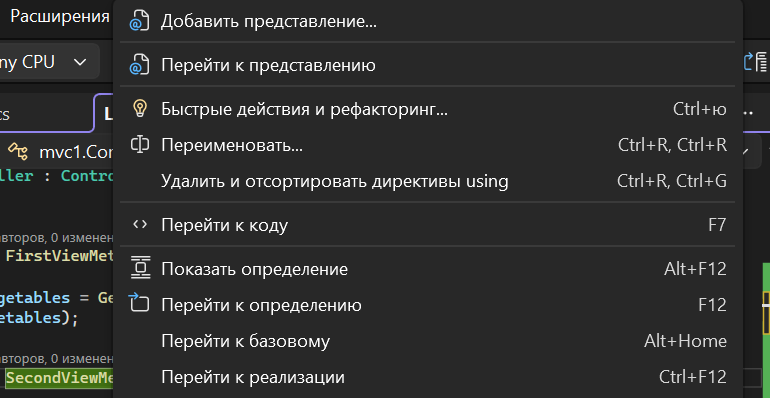 Расширения
Добавить представление...
ny CPU
Перейти к представлению
cs
Быстрые действия и рефакторинг... Ctrl+ю
mvc1.Con
Переименовать... Ctrl+R, Ctrl+R
ller : Contro
Удалить и отсортировать директивы using Ctrl+R, Ctrl+G
Перейти к коду F7
авторов, 0 изменен
FirstViewMet
Показать определение Alt+F12
getables = Ge
Перейти к определению F12
etables);
Перейти к базовому Alt+Home
авторов, 0 изменен
SecondViewMe
Перейти к реализации Ctrl+F12